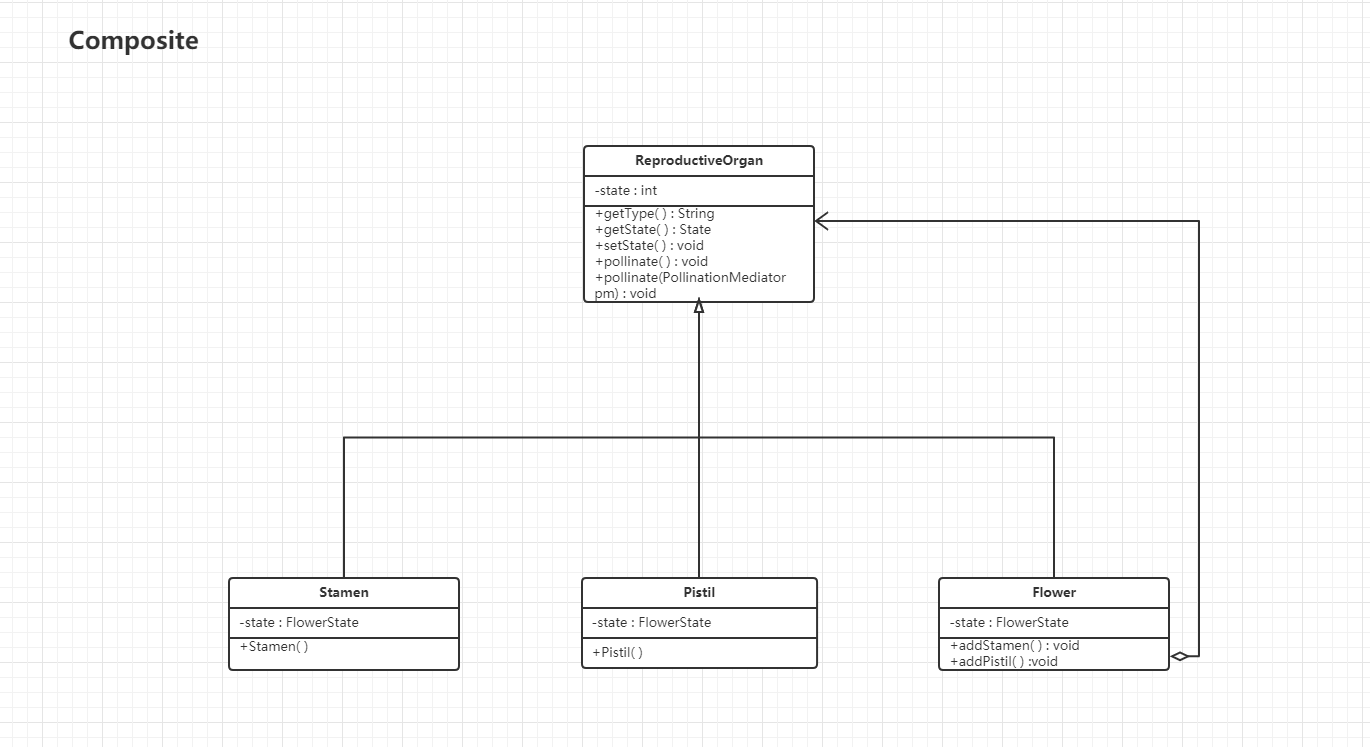 Composite
ReproductiveOrgan
-state : int
+getType( ) : String
+getState( ) : State
+setState( ) : void
+pollinate( ) : void
+pollinate(PollinationMediator
pm) : void
Stamen
-state : FlowerState
+Stamen( )
Pistil
-state : FlowerState
+Pistil( )
Flower
-state : FlowerState
+addStamen( ) : void
+addPistil( ) :void